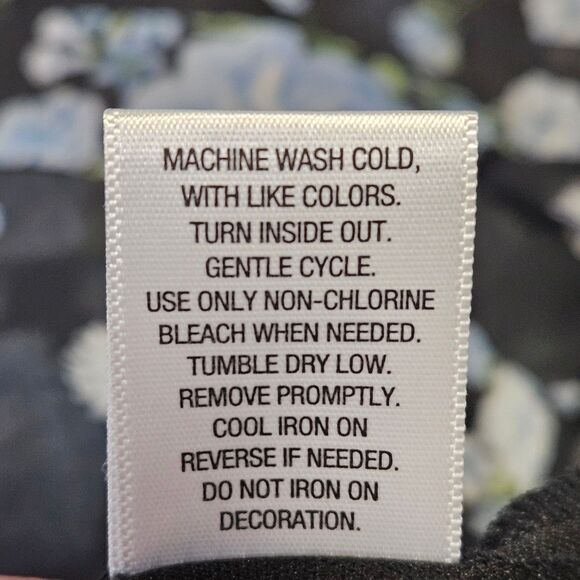 MACHINE WASH COLD,
WITH LIKE COLORS.
TURN INSIDE OUT.
GENTLE CYCLE.
USE ONLY NON-CHLORINE
BLEACH WHEN NEEDED.
TUMBLE DRY LOW.
REMOVE PROMPTLY.
COOL IRON ON
REVERSE IF NEEDED.
DO NOT IRON ON
DECORATION.